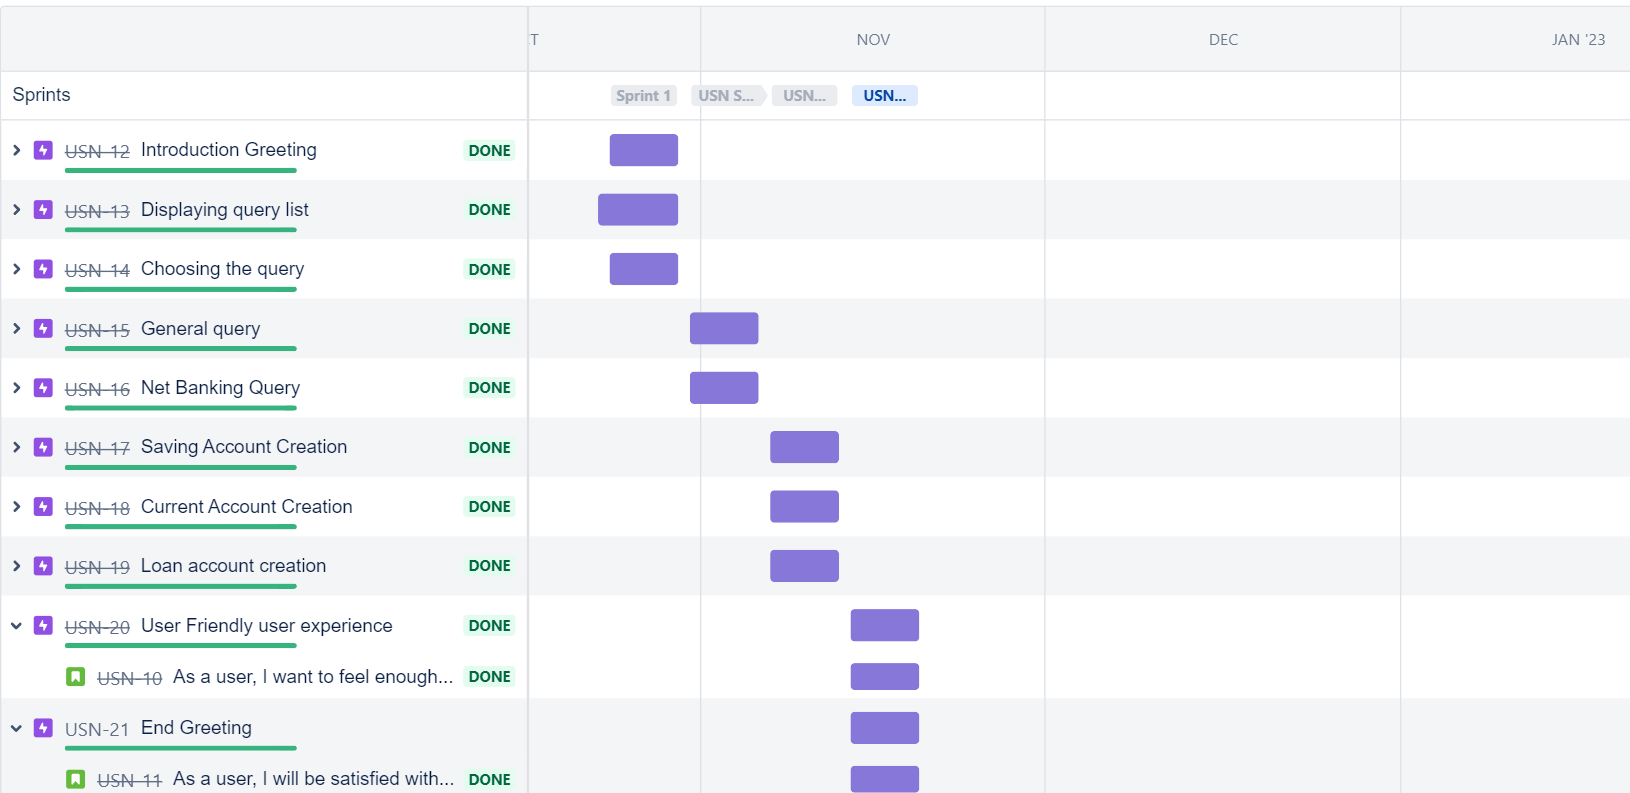 T NOV DEC JAN '23
Sprints Sprint 1 USN S... USN... USN...
USN-12 Introduction Greeting DONE
USN-13 Displaying query list DONE
USN-14 Choosing the query DONE
USN-15 General query DONE
USN-16 Net Banking Query DONE
USN-17 Saving Account Creation DONE
USN-18 Current Account Creation DONE
USN-19 Loan account creation DONE
USN-20 User Friendly user experience DONE
USN-10 As a user, I want to feel enough... DONE
USN-21 End Greeting
USN-11 As a user, I will be satisfied with... DONE